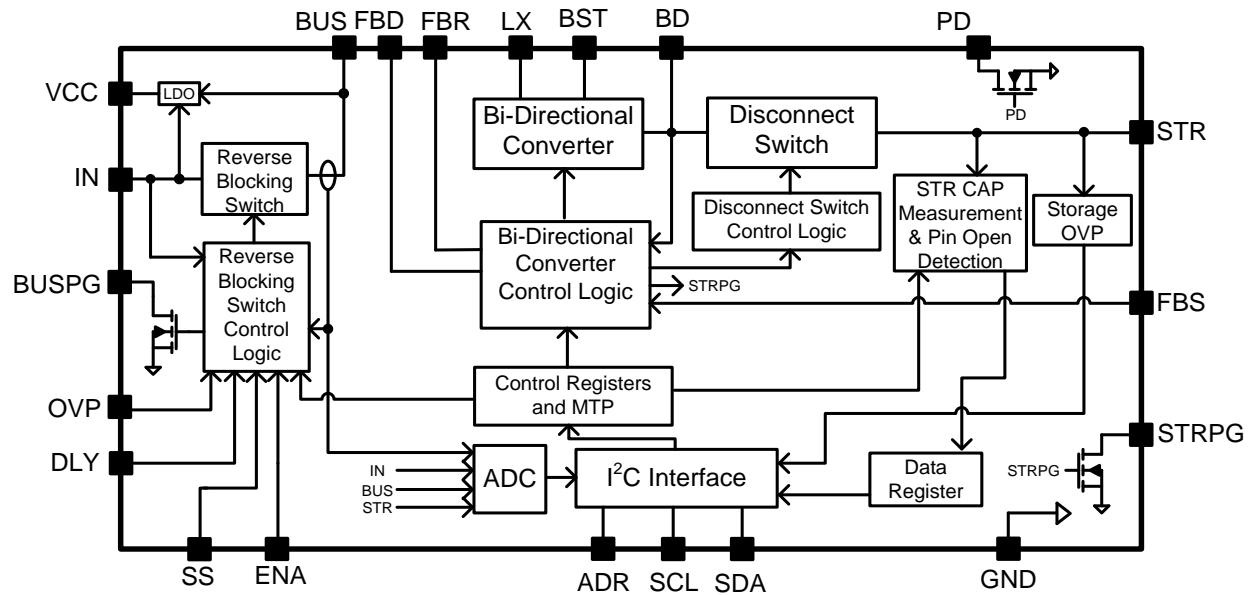 BUS FBD FBR LX BST BD PD
VCC
LDO
IN
Reverse
Blocking
Switch
Bi-Directional
Converter
Disconnect
Switch
PD
STR
STR CAP
Measurement
& Pin Open
Detection
Storage
OVP
Disconnect Switch
Control Logic
Bi-Directional
Converter
Control Logic
STRPG
Reverse
Blocking
Switch
Control
Logic
BUSPG
FBS
OVP
DLY
Control Registers
and MTP
STRPG
IN
BUS
STR
ADC
I²C Interface
Data
Register
STRPG
SS ENA ADR SCL SDA GND